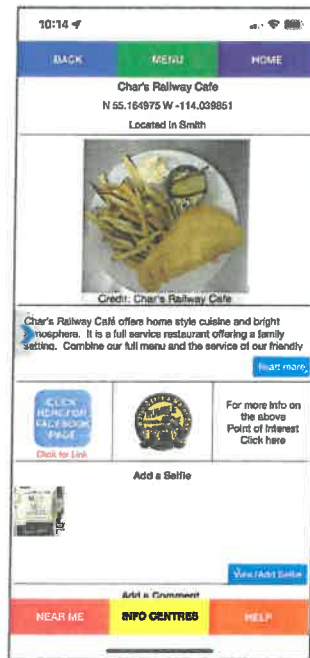 10:14
BACK MENU HOME
Char's Railway Cafe
N 55.164975 W -114.039851
Located in Smith
Credit: Char's Railway Cafe
Char's Railway Café offers home style cuisine and bright
atmosphere. It is a full service restaurant offering a family
setting. Combine our full menu and the service of our friendly
Read more
CLICK
HERE FOR
FACEBOOK
PAGE
Click for Link
For more info on
the above
Point of Interest
Click here
Add a Selfie
View/Add Selfie
Add a Comment
NEAR ME INFO CENTRES HELP